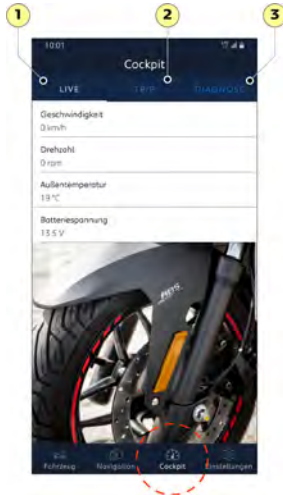 1
2
3
10:01
Cockpit
LIVE
TRIP
DIAGNOSE
Geschwindigkeit
0 km/h
Drehzahl
0 rpm
Außentemperatur
19 °C
Batteriespannung
13.5 V
ABS
Fahrzeug
Navigation
Cockpit
Einstellungen